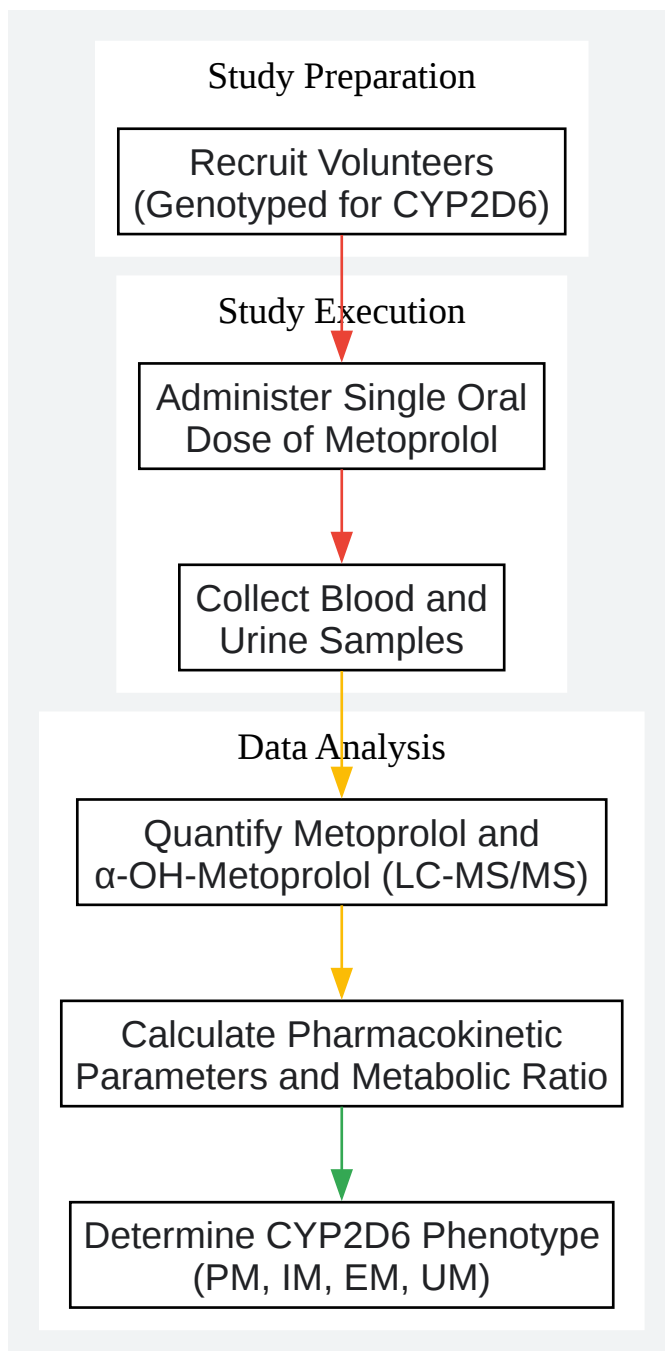 Study Preparation
Recruit Volunteers
(Genotyped for CYP2D6)
Study Execution
Administer Single Oral
Dose of Metoprolol
Collect Blood and
Urine Samples
Data Analysis
Quantify Metoprolol and
α-OH-Metoprolol (LC-MS/MS)
Calculate Pharmacokinetic
Parameters and Metabolic Ratio
Determine CYP2D6 Phenotype
(PM, IM, EM, UM)